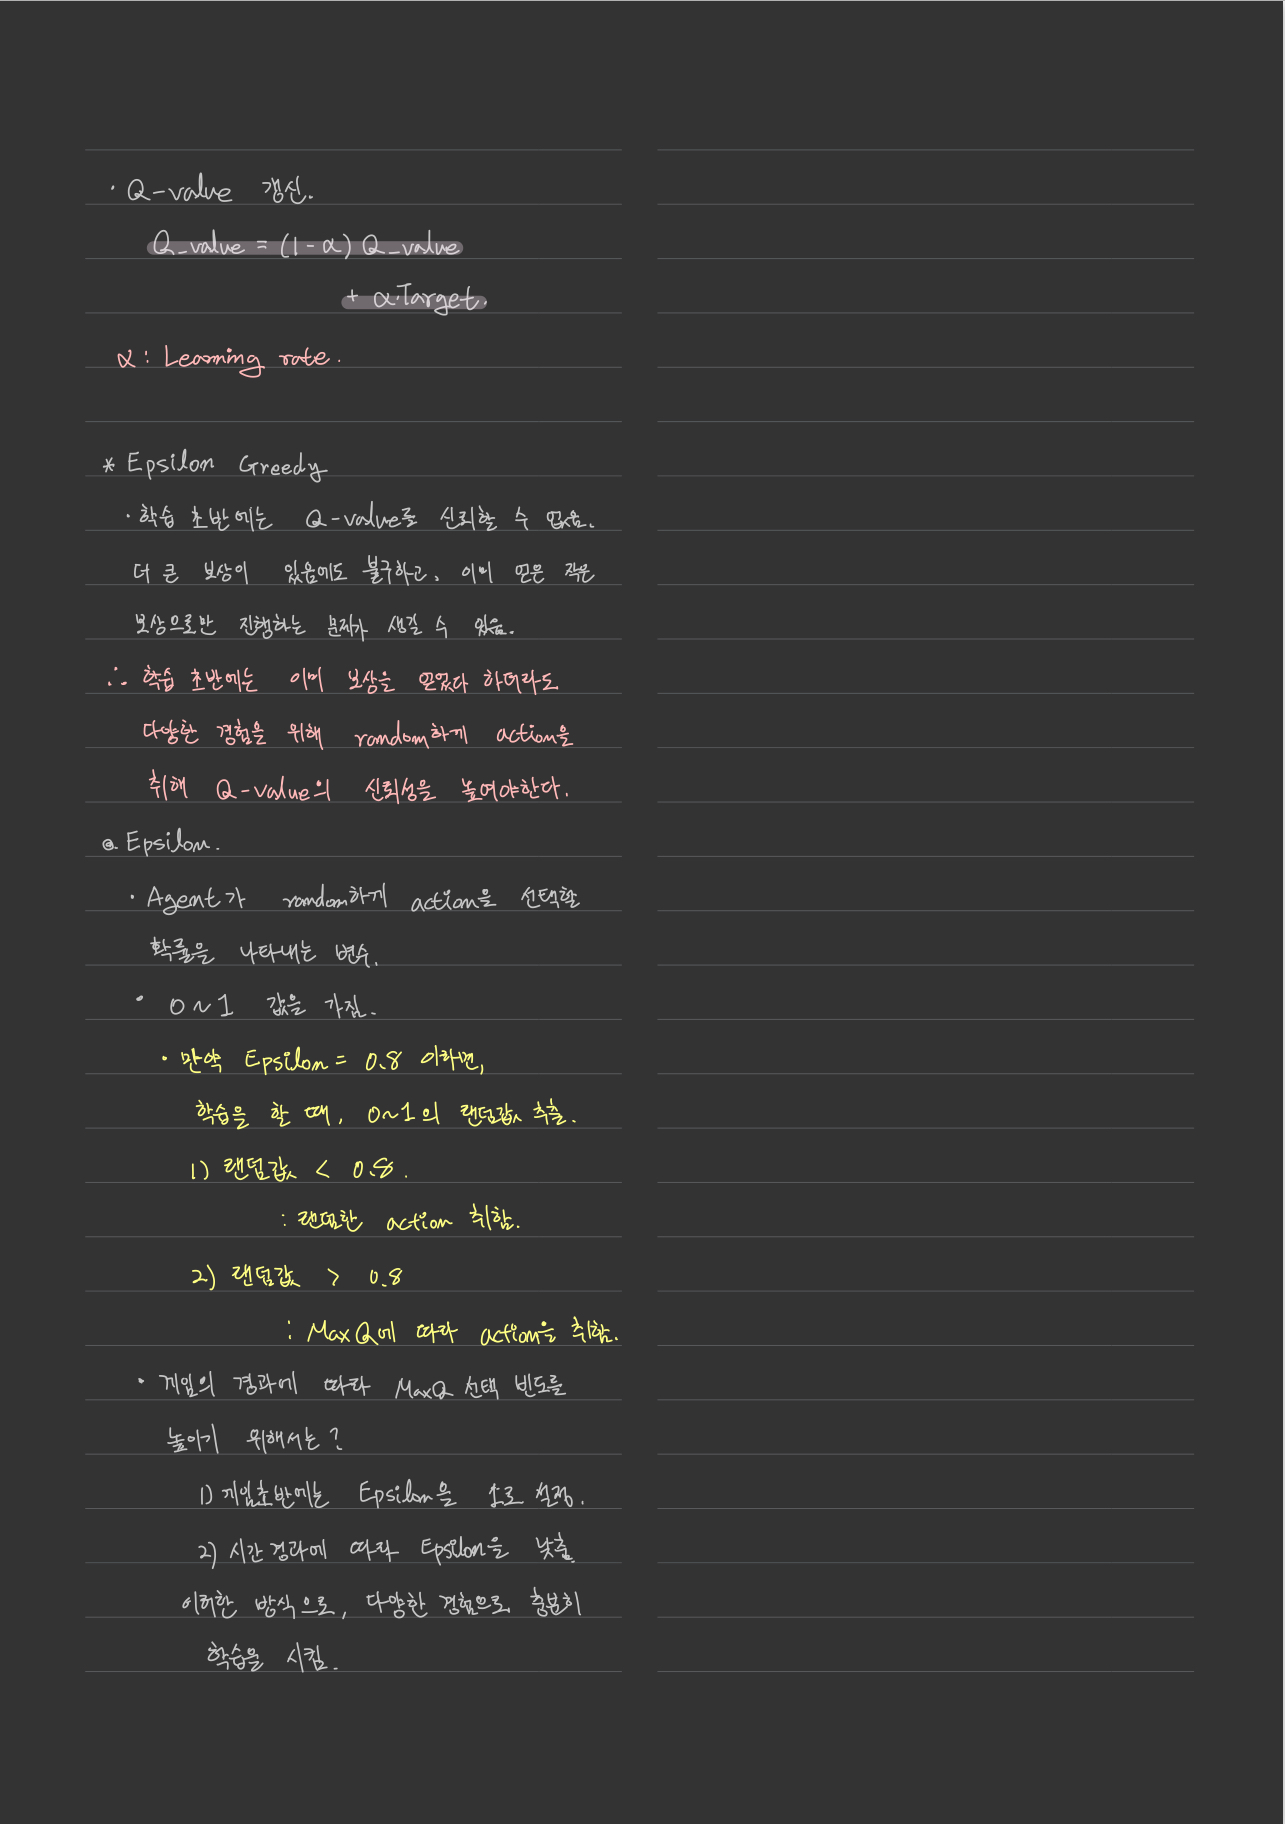 · Q-value 갱신.
Q_value = (1-α) Q_value
+ α·Target.
α : Learning rate.
* Epsilon Greedy
· 학습 초반에는 Q-value를 신뢰할 수 없음.
더 큰 보상이 있음에도 불구하고, 이미 얻은 작은
보상으로만 진행하는 문제가 생길 수 있음.
∴ 학습 초반에는 이미 보상을 얻었다 하더라도
다양한 경험을 위해 random하게 action을
취해 Q-value의 신뢰성을 높여야한다.
@. Epsilon.
· Agent가 random하게 action을 선택할
확률을 나타내는 변수.
· 0~1 값을 가짐.
· 만약 Epsilon = 0.8 이라면,
학습을 할 때, 0~1의 랜덤값 추출.
1) 랜덤값 < 0.8.
: 랜덤한 action 취함.
2) 랜덤값 > 0.8
: Max Q에 따라 action을 취함.
· 게임의 경과에 따라 MaxQ 선택 빈도를
높이기 위해서는?
1) 게임초반에는 Epsilon을 1로 설정.
2) 시간경과에 따라 Epsilon을 낮춤.
이러한 방식으로, 다양한 경험으로 충분히
학습을 시킴.